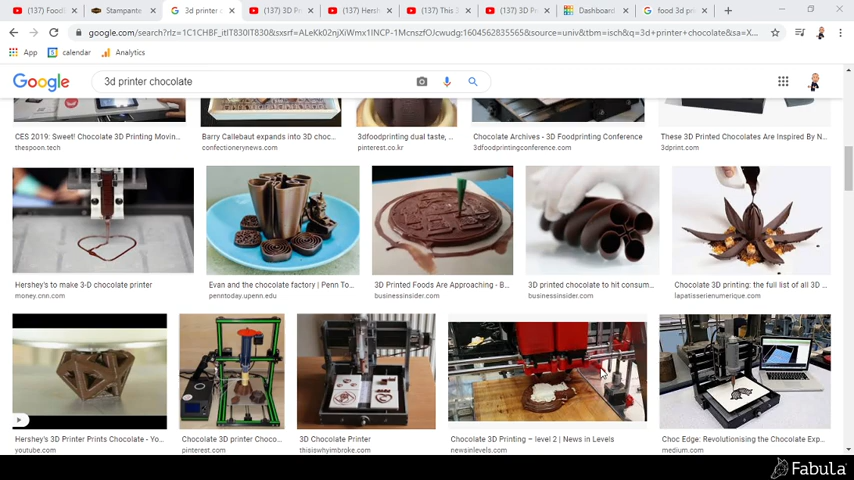 (137) Food
Stampante
3d printer c
(137) 3D Pr
(137) Hersh
(137) This 3
(137) 3D Pr
Dashboard
food 3d pri
google.com/search?rlz=1C1CHBF_itIT830IT830&sxsrf=ALeKk02njXiWmx1INCP-1McnszfOJcwudg:1604562835565&source=univ&tbm=isch&q=3d+printer+chocolate&sa=X...
App
calendar
Analytics
Google
3d printer chocolate
CES 2019: Sweet! Chocolate 3D Printing Movin...
thespoon.tech
Barry Callebaut expands into 3D choc...
confectionerynews.com
3dfoodprinting dual taste, ...
pinterest.co.kr
Chocolate Archives - 3D Foodprinting Conference
3dfoodprintingconference.com
These 3D Printed Chocolates Are Inspired By N...
3dprint.com
Hershey's to make 3-D chocolate printer
money.cnn.com
Evan and the chocolate factory | Penn To...
penntoday.upenn.edu
3D Printed Foods Are Approaching - B...
businessinsider.com
3D printed chocolate to hit consum...
businessinsider.com
Chocolate 3D printing: the full list of all 3D ...
lapatisserienumerique.com
Hershey's 3D Printer Prints Chocolate - Yo...
youtube.com
Chocolate 3D printer Choco...
pinterest.com
3D Chocolate Printer
thisiswhyimbroke.com
Chocolate 3D Printing – level 2 | News in Levels
newsinlevels.com
Choc Edge: Revolutionising the Chocolate Exp...
medium.com
Fabula